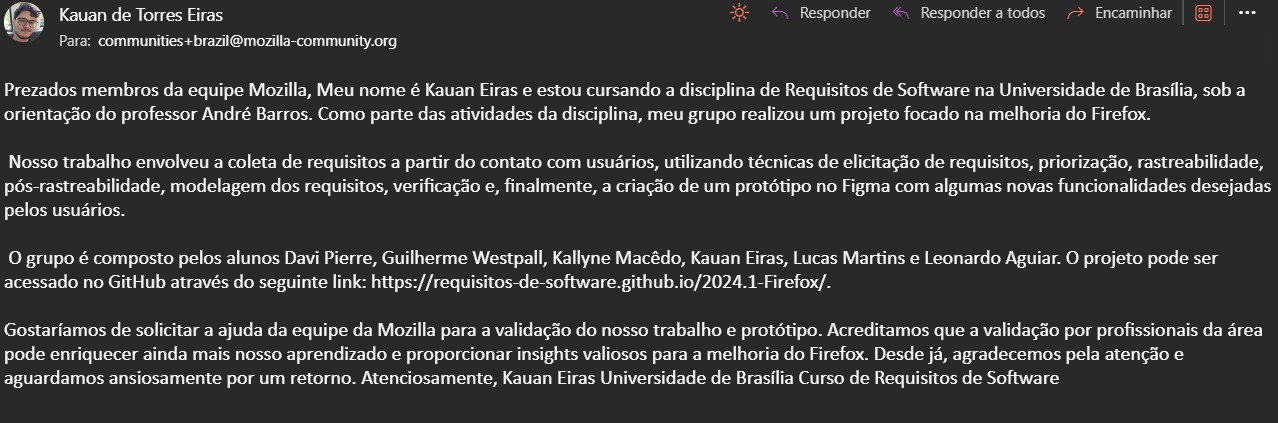 Kauan de Torres Eiras
Responder
Responder a todos
Encaminhar
Para: communities+brazil@mozilla-community.org
Prezados membros da equipe Mozilla, Meu nome é Kauan Eiras e estou cursando a disciplina de Requisitos de Software na Universidade de Brasília, sob a
orientação do professor André Barros. Como parte das atividades da disciplina, meu grupo realizou um projeto focado na melhoria do Firefox.
Nosso trabalho envolveu a coleta de requisitos a partir do contato com usuários, utilizando técnicas de elicitação de requisitos, priorização, rastreabilidade,
pós-rastreabilidade, modelagem dos requisitos, verificação e, finalmente, a criação de um protótipo no Figma com algumas novas funcionalidades desejadas
pelos usuários.
O grupo é composto pelos alunos Davi Pierre, Guilherme Westpall, Kallyne Macêdo, Kauan Eiras, Lucas Martins e Leonardo Aguiar. O projeto pode ser
acessado no GitHub através do seguinte link: https://requisitos-de-software.github.io/2024.1-Firefox/.
Gostaríamos de solicitar a ajuda da equipe da Mozilla para a validação do nosso trabalho e protótipo. Acreditamos que a validação por profissionais da área
pode enriquecer ainda mais nosso aprendizado e proporcionar insights valiosos para a melhoria do Firefox. Desde já, agradecemos pela atenção e
aguardamos ansiosamente por um retorno. Atenciosamente, Kauan Eiras Universidade de Brasília Curso de Requisitos de Software